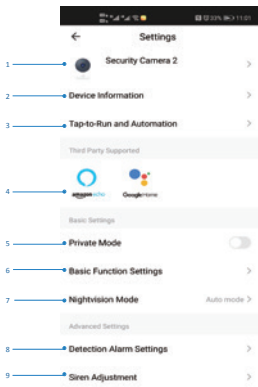 33% 11:01
Settings
1 Security Camera 2
2 Device Information
3 Tap-to-Run and Automation
Third Party Supported
4
amazon echo Google Home
Basic Settings
5 Private Mode
6 Basic Function Settings
7 Nightvision Mode Auto mode
Advanced Settings
8 Detection Alarm Settings
9 Siren Adjustment